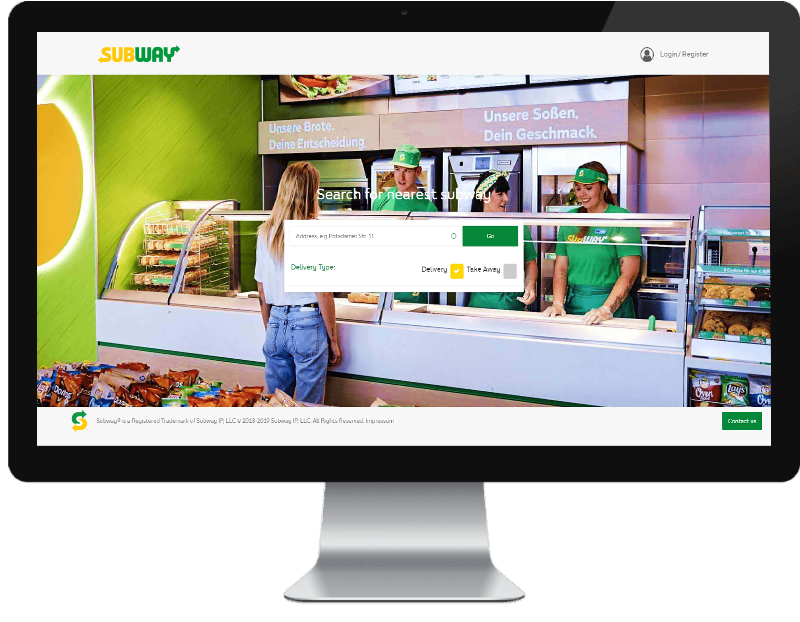 SUBWAY
Login / Register
Unsere Brote.
Deine Entscheidung.
Unsere Soßen,
Dein Geschmack.
Search for nearest subway
Address, e.g Potsdamer Str. 11
Go
SUBWAY
Delivery Type:
Delivery
Take Away
Lay's
Subway® is a Registered Trademark of Subway IP, LLC © 2018-2019 Subway IP, LLC. All Rights Reserved. Impressum
Contact us